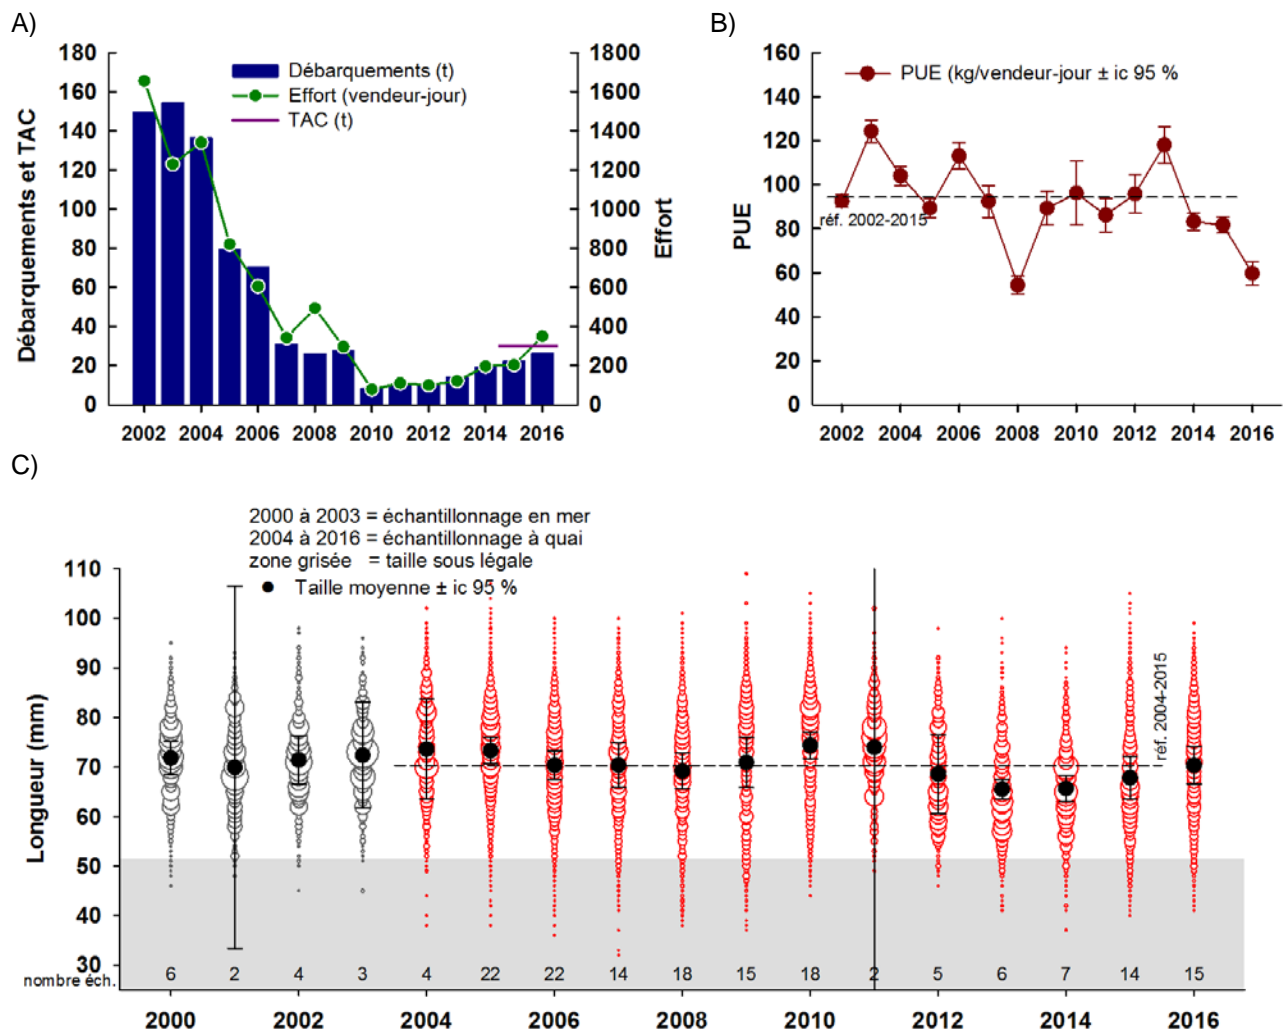 A)
180
160
140
120
100
80
60
40
20
0
Débarquements et TAC
Débarquements (t)
Effort (vendeur-jour)
TAC (t)
1800
1600
1400
1200
1000
800
600
400
200
0
Effort
2002 2004 2006 2008 2010 2012 2014 2016
B)
160
140
120
100
80
60
40
20
0
PUE
PUE (kg/vendeur-jour ± ic 95 %
réf. 2002-2015
2002 2004 2006 2008 2010 2012 2014 2016
C)
2000 à 2003 = échantillonnage en mer
2004 à 2016 = échantillonnage à quai
zone grisée = taille sous légale
Taille moyenne ± ic 95 %
110
100
90
80
70
60
50
40
30
Longueur (mm)
réf. 2004-2015
nombre éch. 6 2 4 3 4 22 22 14 18 15 18 2 5 6 7 14 15
2000 2002 2004 2006 2008 2010 2012 2014 2016